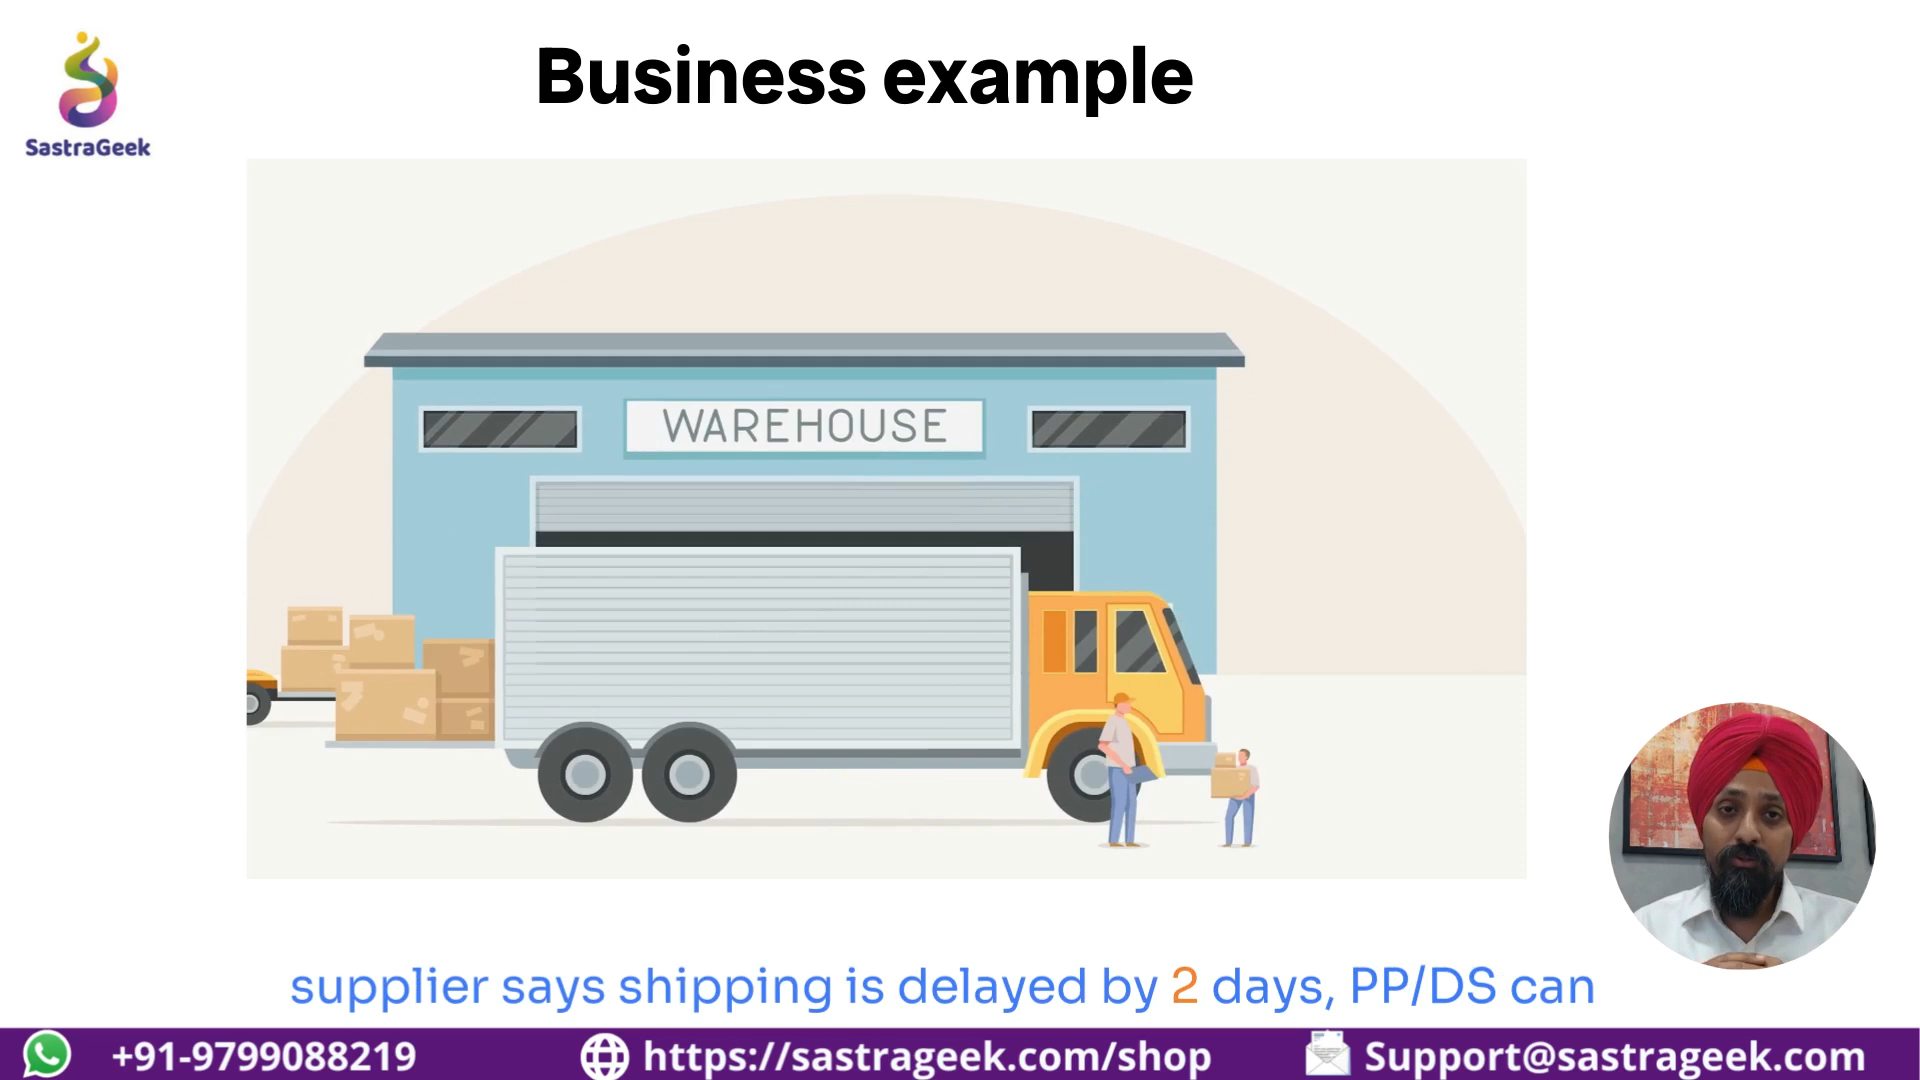 Business example
SastraGeek
WAREHOUSE
supplier says shipping is delayed by 2 days, PP/DS can
+91-9799088219
https://sastrageek.com/shop
Support@sastrageek.com